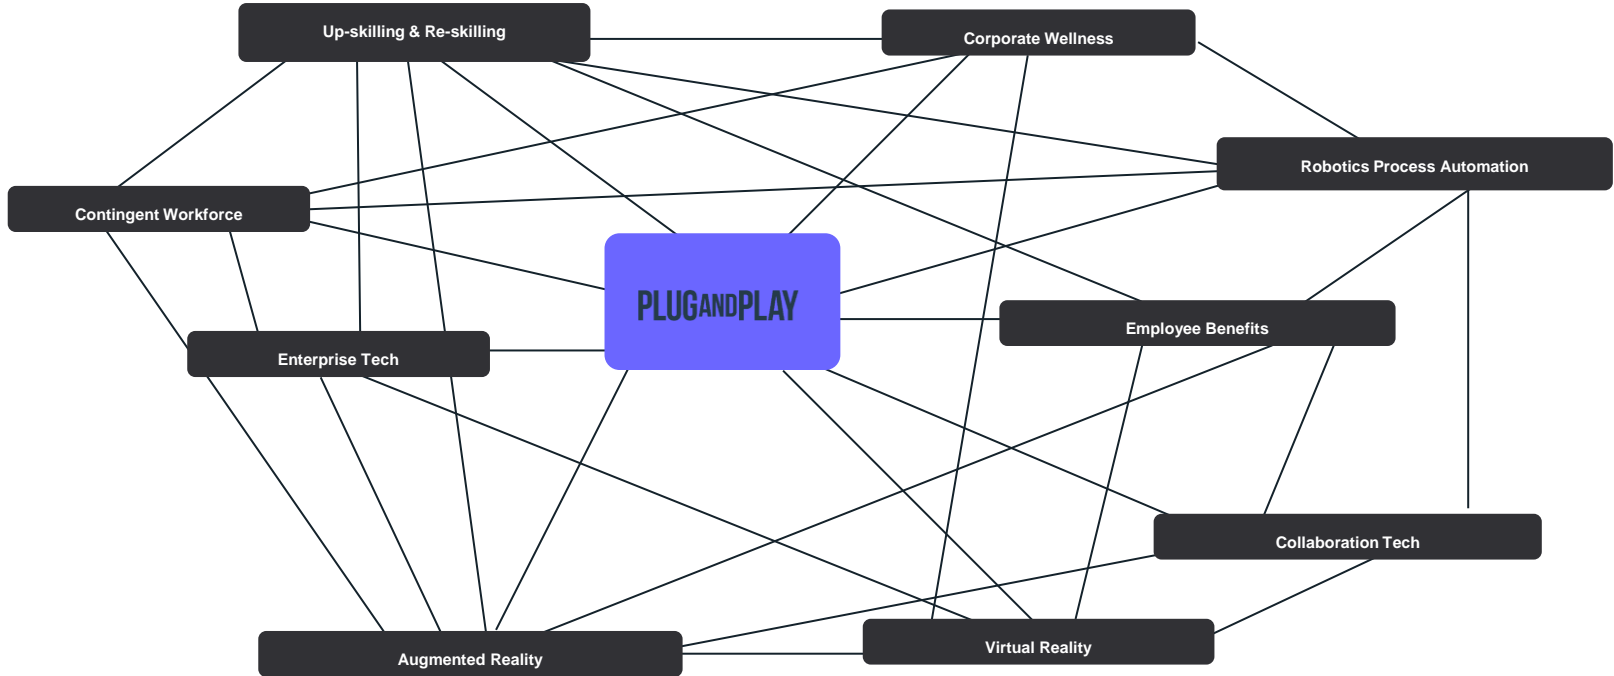 Up-skilling & Re-skilling
Corporate Wellness
Robotics Process Automation
Contingent Workforce
PLUGANDPLAY
Employee Benefits
Enterprise Tech
Collaboration Tech
Virtual Reality
Augmented Reality